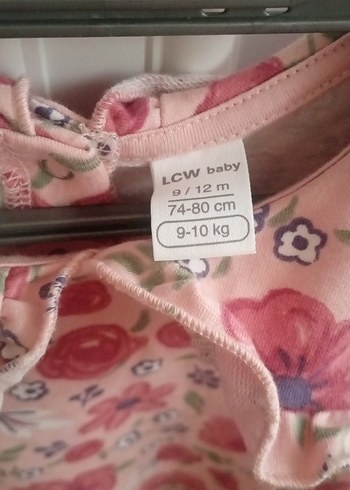 LCW baby
9 / 12 m
74-80 cm
9-10 kg